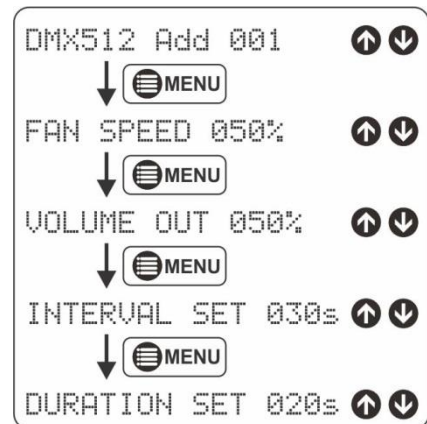 DMX512 Add 001
MENU
FAN SPEED 050%
MENU
VOLUME OUT 050%
MENU
INTERVAL SET 030s
MENU
DURATION SET 020s